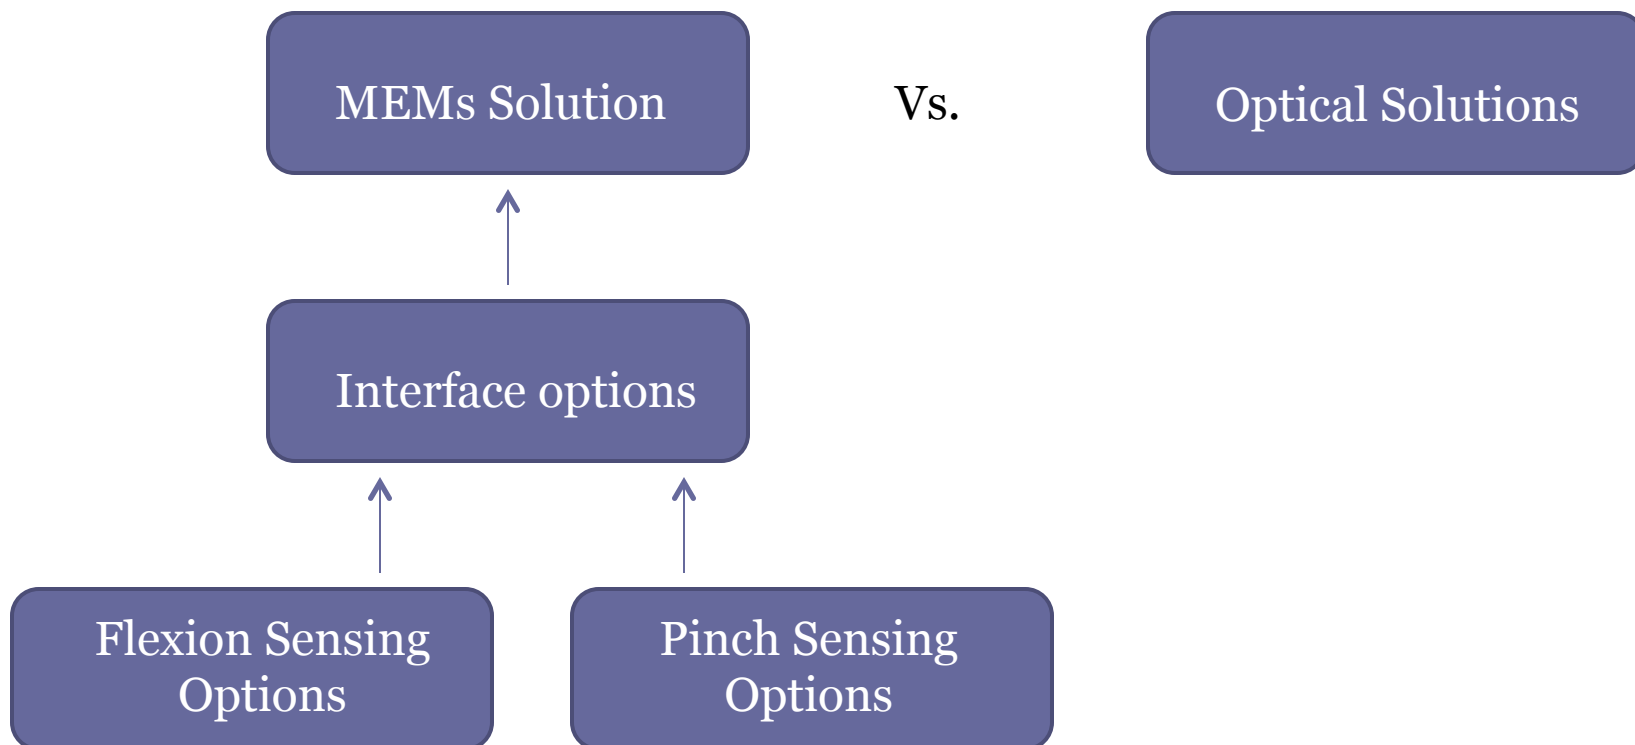 MEMs Solution
Vs.
Optical Solutions
Interface options
Flexion Sensing
Options
Pinch Sensing
Options